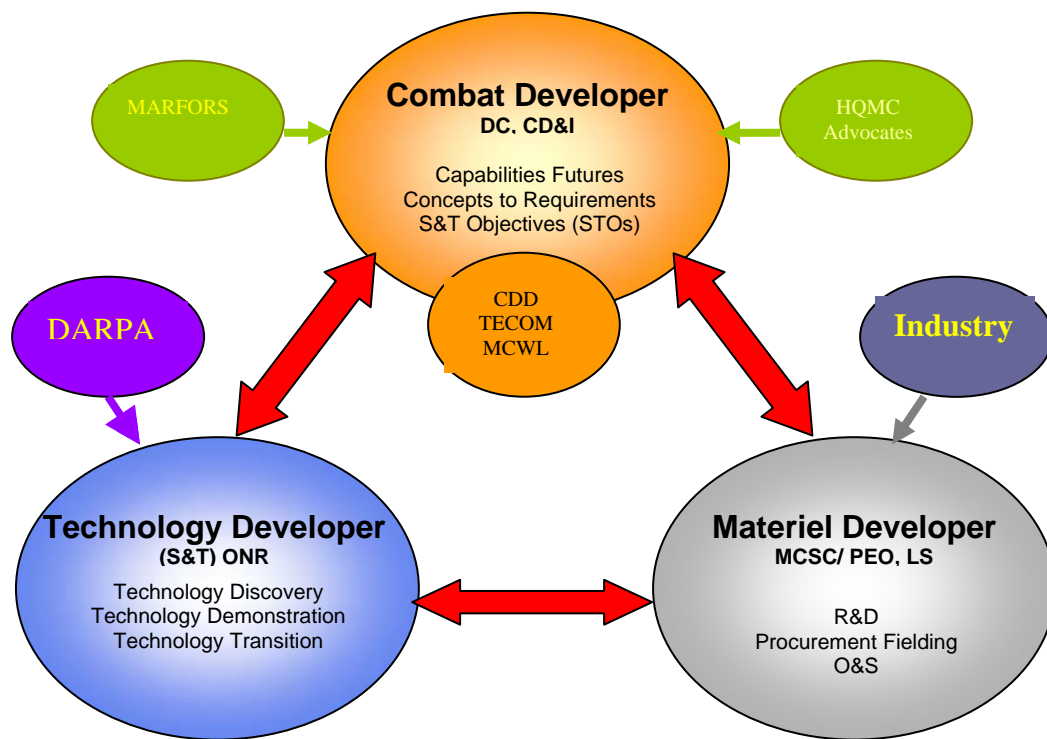 MARFORS
Combat Developer
DC, CD&I
Capabilities Futures
Concepts to Requirements
S&T Objectives (STOs)
HQMC
Advocates
CDD
TECOM
MCWL
DARPA
Industry
Technology Developer
(S&T) ONR
Technology Discovery
Technology Demonstration
Technology Transition
Materiel Developer
MCSC/ PEO, LS
R&D
Procurement Fielding
O&S